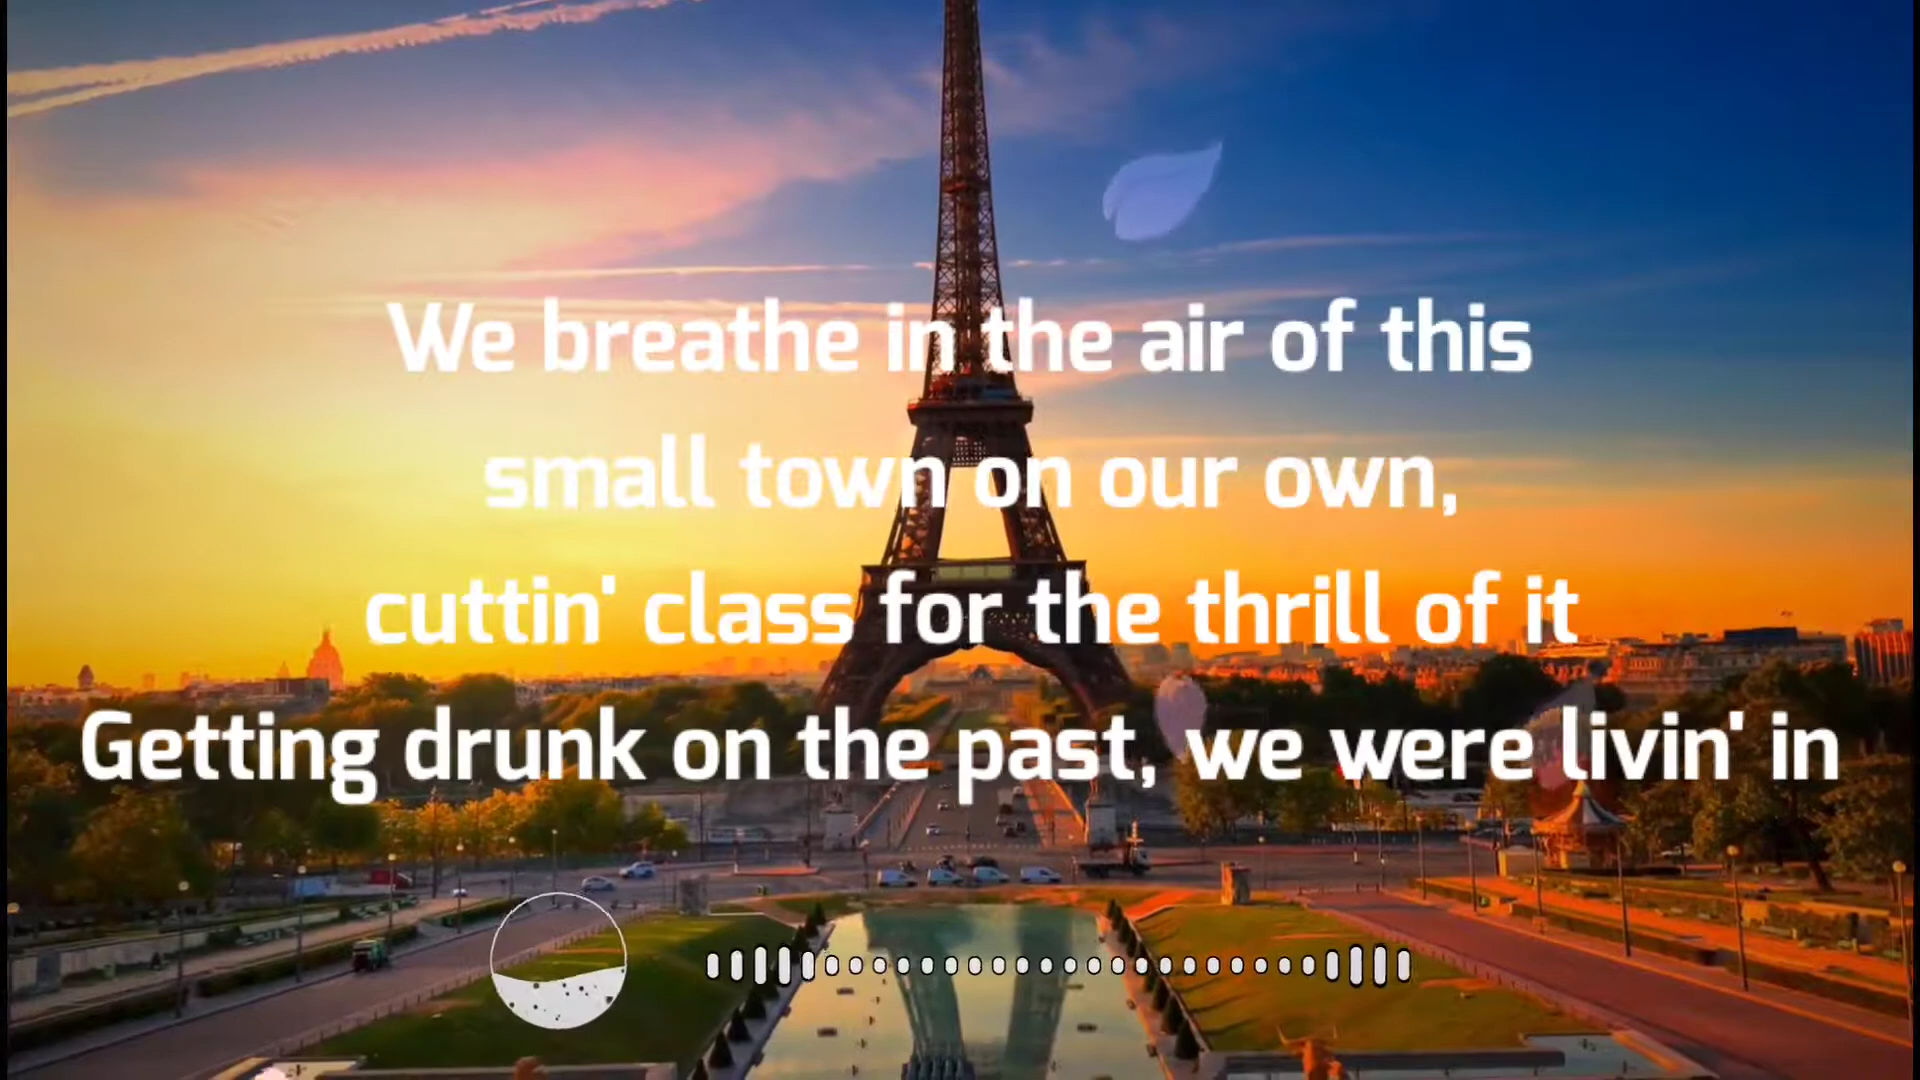 We breathe in the air of this
small town on our own,
cuttin' class for the thrill of it
Getting drunk on the past, we were livin' in